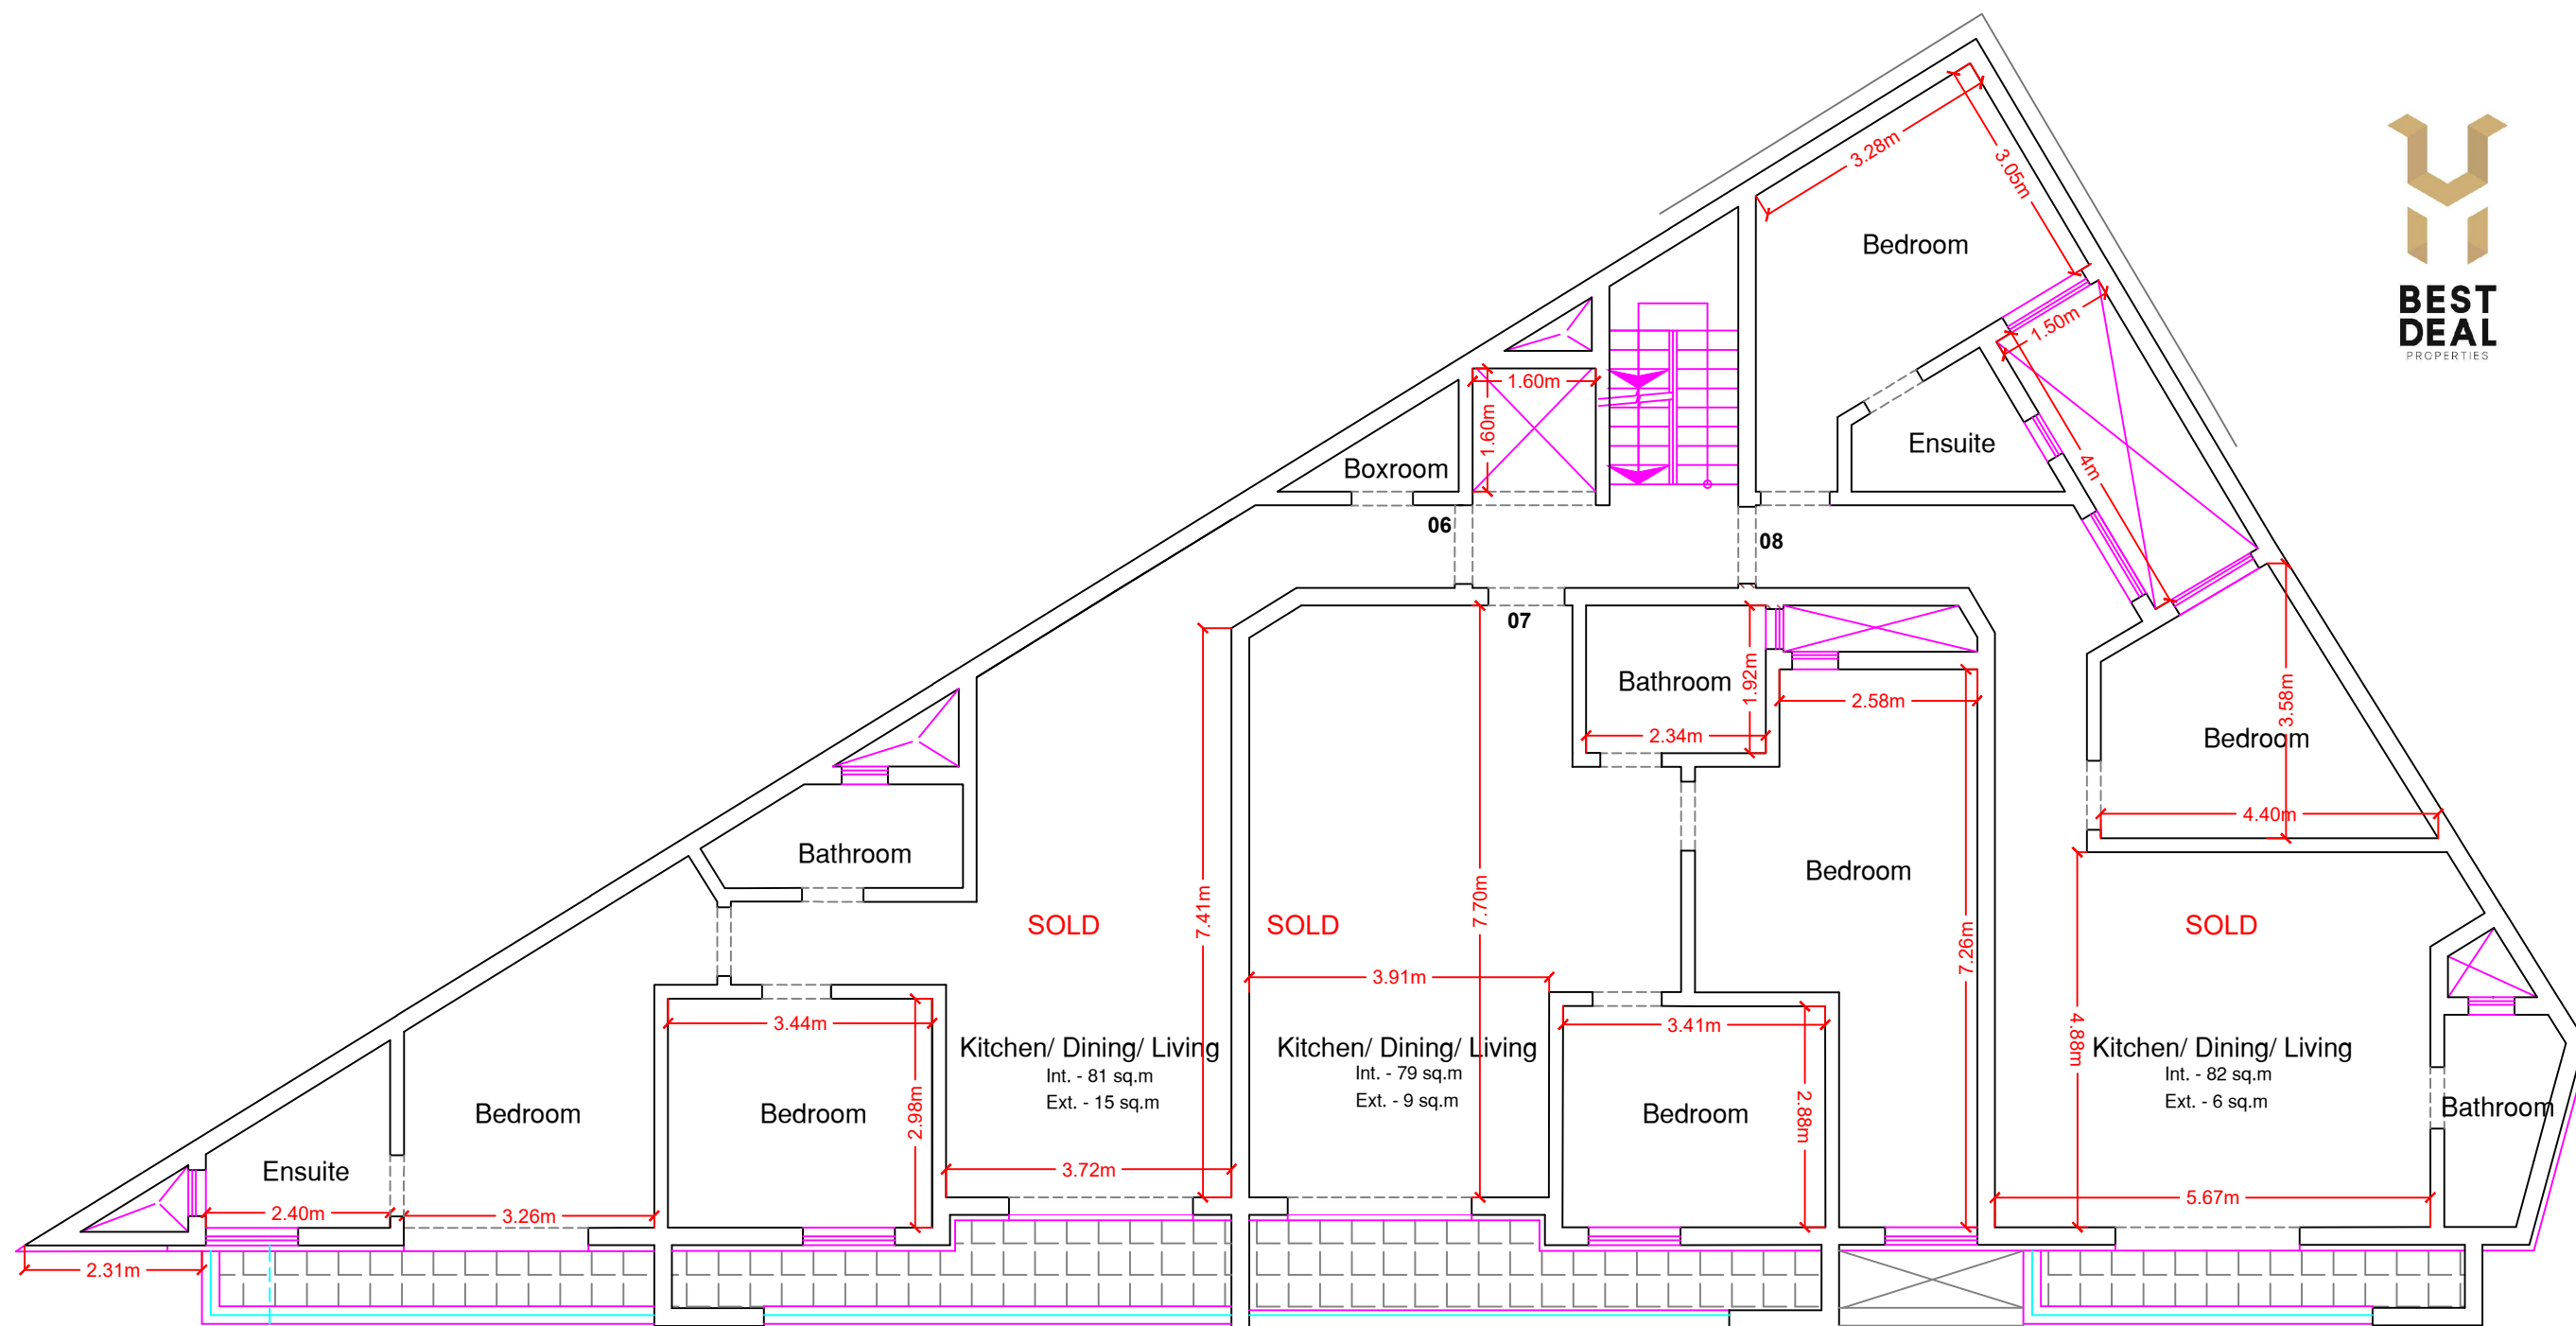 3.28m
3.05m
Bedroom
BEST
DEAL
PROPERTIES
1.50m
1.60m
1.60m
Boxroom
Ensuite
4m
06
08
07
Bathroom
1.92m
2.58m
2.34m
3.58m
Bedroom
4.40m
Bathroom
Bedroom
7.41m
7.70m
7.26m
SOLD
SOLD
SOLD
3.91m
3.44m
3.41m
4.88m
Kitchen/ Dining/ Living
Int. - 81 sq.m
Ext. - 15 sq.m
Kitchen/ Dining/ Living
Int. - 79 sq.m
Ext. - 9 sq.m
Kitchen/ Dining/ Living
Int. - 82 sq.m
Ext. - 6 sq.m
Bedroom
Bedroom
2.98m
Bedroom
2.88m
Bathroom
Ensuite
3.72m
5.67m
2.40m
3.26m
2.31m